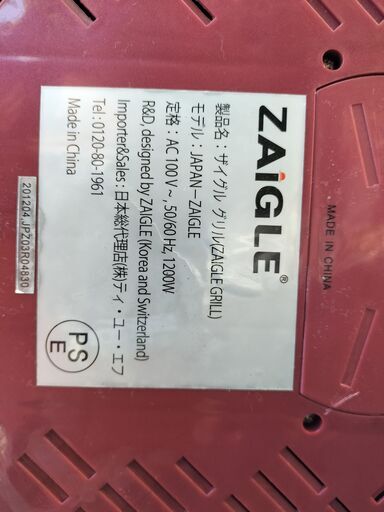 ZAiGLE®
製品名：ザイグル グリル(ZAIGLE GRILL)
モデル：JAPAN－ZAIGLE
定格：AC 100 V ~ , 50/60 Hz, 1200W
R&D, designed by ZAIGLE (Korea and Switzerland)
Importer&Sales：日本総代理店(株)ティ・ユー・エフ
Tel : 0120-80-1961
Made in China
PS
E
201204 JPZ03R04830
MADE IN CHINA